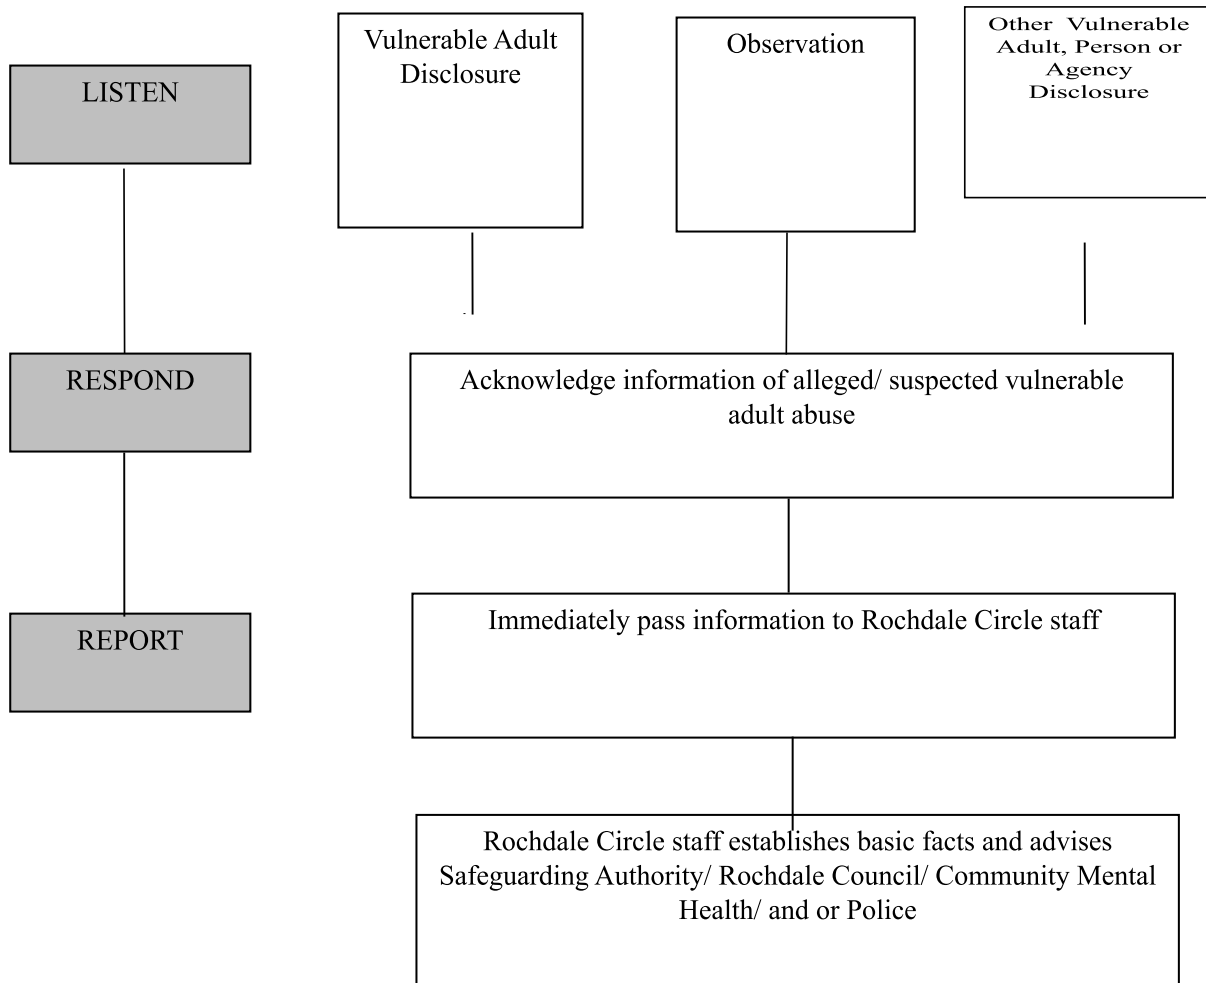 LISTEN
Vulnerable Adult
Disclosure
Observation
Other Vulnerable
Adult, Person or
Agency
Disclosure
RESPOND
Acknowledge information of alleged/ suspected vulnerable
adult abuse
REPORT
Immediately pass information to Rochdale Circle staff
Rochdale Circle staff establishes basic facts and advises
Safeguarding Authority/ Rochdale Council/ Community Mental
Health/ and or Police